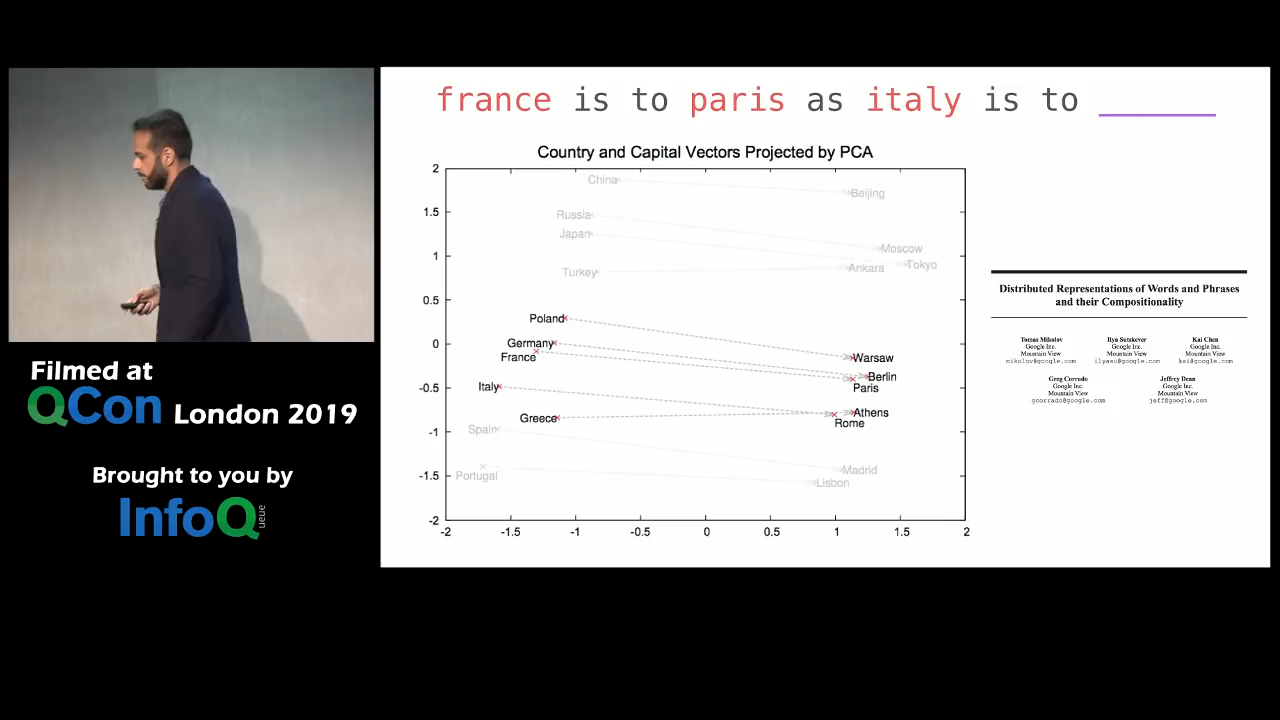 france is to paris as italy is to ______
Country and Capital Vectors Projected by PCA
2
1.5
1
0.5
0
-0.5
-1
-1.5
-2
-2
-1.5
-1
-0.5
0
0.5
1
1.5
2
China
Beijing
Russia
Moscow
Japan
Tokyo
Turkey
Ankara
Poland
Warsaw
Germany
Berlin
France
Paris
Italy
Rome
Greece
Athens
Spain
Madrid
Portugal
Lisbon
Distributed Representations of Words and Phrases
and their Compositionality
Tomas Mikolov
Google Inc.
Mountain View
mikolov@google.com
Ilya Sutskever
Google Inc.
Mountain View
ilyasu@google.com
Kai Chen
Google Inc.
Mountain View
kai@google.com
Greg Corrado
Google Inc.
Mountain View
gcorrado@google.com
Jeffrey Dean
Google Inc.
Mountain View
jeff@google.com
Filmed at
QCon London 2019
Brought to you by
InfoQueue